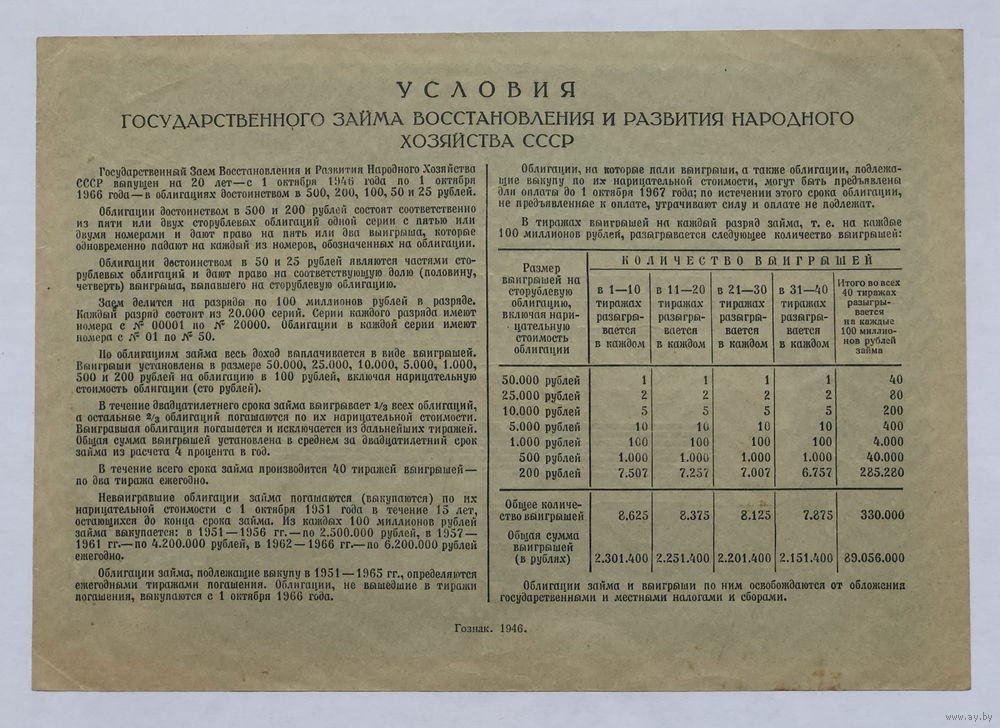 УСЛОВИЯ
ГОСУДАРСТВЕННОГО ЗАЙМА ВОССТАНОВЛЕНИЯ И РАЗВИТИЯ НАРОДНОГО
ХОЗЯЙСТВА СССР
Государственный Заем Восстановления и Развития Народного Хозяйства
СССР выпущен на 20 лет—с 1 октября 1946 года по 1 октября
1966 года—в облигациях достоинством в 500, 200, 100, 50 и 25 рублей.
Облигации достоинством в 500 и 200 рублей состоят соответственно
из пяти или двух сторублевых облигаций одной серии с пятью или
двумя номерами и дают право на пять или два выигрыша, которые
одновременно падают на каждый из номеров, обозначенных на облигации.
Облигации достоинством в 50 и 25 рублей являются частями сто-
рублевых облигаций и дают право на соответствующую долю (половину,
четверть) выигрыша, выпавшего на сторублевую облигацию.
Заем делится на разряды по 100 миллионов рублей в разряде.
Каждый разряд состоит из 20.000 серий. Серии каждого разряда имеют
номера с № 00001 по № 20000. Облигации в каждой серии имеют
номера с № 01 по № 50.
По облигациям займа весь доход выплачивается в виде выигрышей.
Выигрыши установлены в размере 50.000, 25.000, 10.000, 5.000, 1.000,
500 и 200 рублей на облигацию в 100 рублей, включая нарицательную
стоимость облигации (сто рублей).
В течение двадцатилетнего срока займа выигрывает 1/3 всех облигаций,
а остальные 2/3 облигаций погашаются по их нарицательной стоимости.
Выигравшая облигация погашается и исключается из дальнейших тиражей.
Общая сумма выигрышей установлена в среднем за двадцатилетний срок
займа из расчета 4 процента в год.
В течение всего срока займа производится 40 тиражей выигрышей—
по два тиража ежегодно.
Невыигравшие облигации займа погашаются (выкупаются) по их
нарицательной стоимости с 1 октября 1951 года в течение 15 лет,
остающихся до конца срока займа. Из каждых 100 миллионов рублей
займа выкупается: в 1951—1956 гг.—по 2.500.000 рублей, в 1957—
1961 гг.—по 4.200.000 рублей, в 1962—1966 гг.—по 6.200.000 рублей
ежегодно.
Облигации займа, подлежащие выкупу в 1951—1965 гг., определяются
ежегодными тиражами погашения. Облигации, не вышедшие в тиражи
погашения, выкупаются с 1 октября 1966 года.
Облигации, на которые пали выигрыши, а также облигации, подлежа-
щие выкупу по их нарицательной стоимости, могут быть предъявлены
для оплаты до 1 октября 1967 года; по истечении этого срока облигации,
не предъявленные к оплате, утрачивают силу и оплате не подлежат.
В тиражах выигрышей на каждый разряд займа, т. е. на каждые
100 миллионов рублей, разыгрывается следующее количество выигрышей:
Размер
выигрышей на
сторублевую
облигацию,
включая нари-
цательную
стоимость
облигации
КОЛИЧЕСТВО ВЫИГРЫШЕЙ
в 1—10
тиражах
разыгры-
вается
в каждом
в 11—20
тиражах
разыгры-
вается
в каждом
в 21—30
тиражах
разыгры-
вается
в каждом
в 31—40
тиражах
разыгры-
вается
в каждом
Итого во всех
40 тиражах
разыгры-
вается
на каждые
100 миллио-
нов рублей
займа
50.000 рублей 1 1 1 1 40
25.000 рублей 2 2 2 2 80
10.000 рублей 5 5 5 5 200
5.000 рублей 10 10 10 10 400
1.000 рублей 100 100 100 100 4.000
500 рублей 1.000 1.000 1.000 1.000 40.000
200 рублей 7.507 7.257 7.007 6.757 285.280
Общее количе-
ство выигрышей 8.625 8.375 8.125 7.875 330.000
Общая сумма
выигрышей
(в рублях) 2.301.400 2.251.400 2.201.400 2.151.400 89.056.000
Облигации займа и выигрыши по ним освобождаются от обложения
государственными и местными налогами и сборами.
Гознак. 1946.
www.ay.by